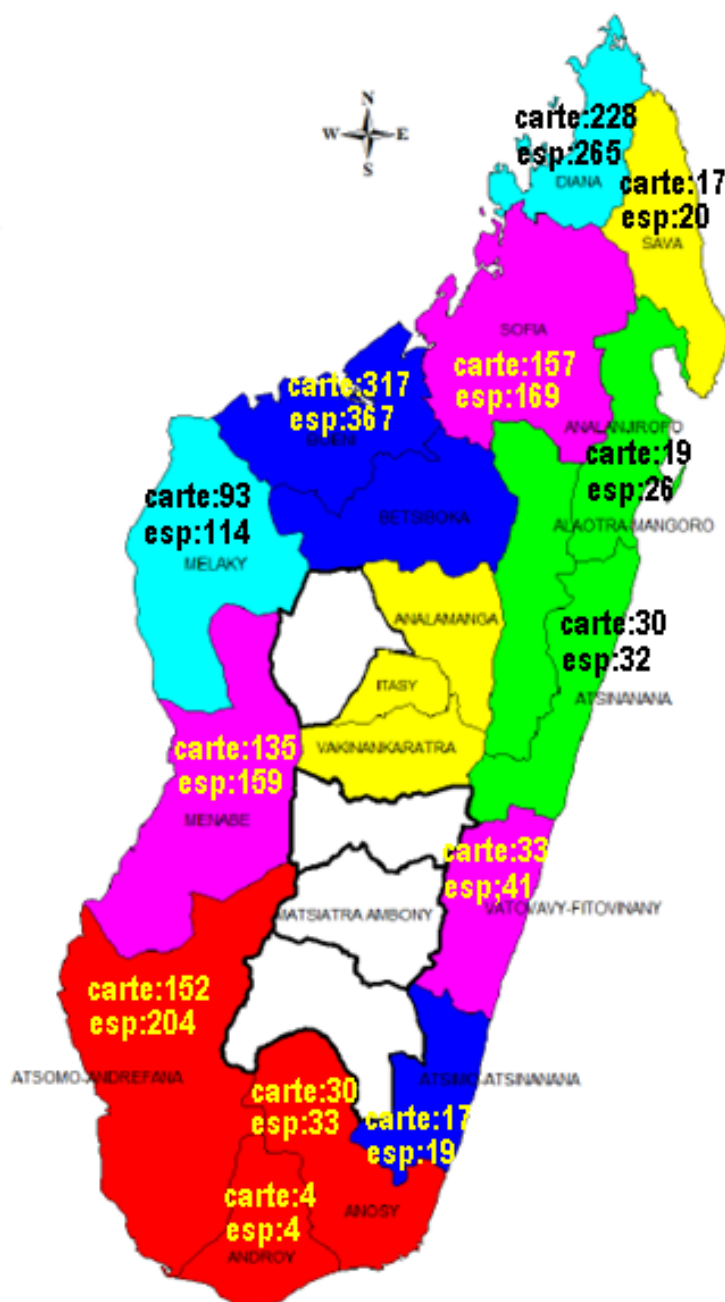 N
W E
S
carte:228
esp:265
DIANA
carte:17
esp:20
SAVA
SOFIA
carte:157
esp:169
carte:317
esp:367
BOENI
ANALANJIROFO
carte:19
esp:26
ALAOTRA-MANGORO
carte:93
esp:114
MELAKY
BETSIBOKA
ANALAMANGA
carte:30
esp:32
ATSINANANA
ITASY
VAKINANKARATRA
carte:135
esp:159
MENABE
carte:33
esp;41
VATOVAVY-FITOVINANY
MATSIATRA AMBONY
carte:152
esp:204
ATSOMO-ANDREFANA
ATSIMO-ATSINANANA
carte:30
esp:33
carte:17
esp:19
carte:4
esp:4
ANOSY
ANDROY